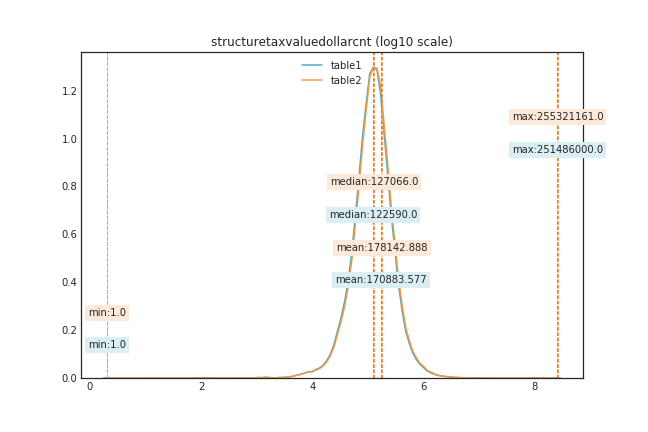 structuretaxvaluedollarcnt (log10 scale)
table1
table2
1.2
1.0
0.8
0.6
0.4
0.2
0.0
max:255321161.0
max:251486000.0
median:127066.0
median:122590.0
mean:178142.888
mean:170883.577
min:1.0
min:1.0
0
2
4
6
8